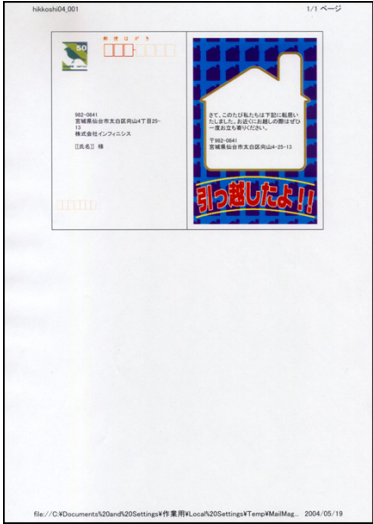 hikkoshi04_001
1/1 ページ
郵便はがき
50
982-0841
宮城県仙台市太白区向山4丁目25-
13
株式会社インフィニシス
[[氏名]] 様
さて、このたび私たちは下記に転居い
たしました。お近くにお越しの際はぜひ
一度お立ち寄りください。
〒982-0841
宮城県仙台市太白区向山4-25-13
引っ越したよ!!
file://C:¥Documents%20and%20Settings¥作業用¥Local%20Settings¥Temp¥MailMag... 2004/05/19